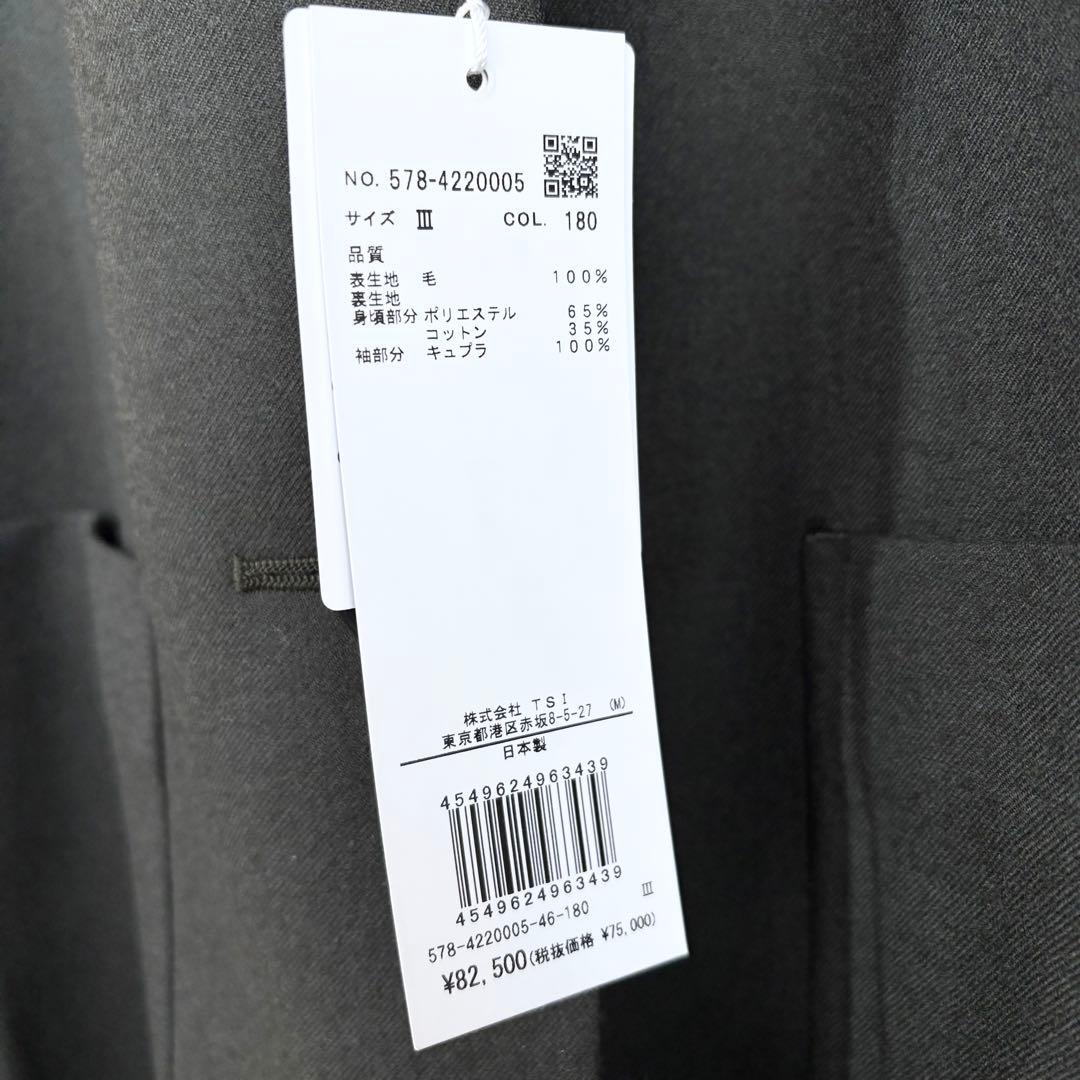 NO. 578-4220005
サイズ Ⅲ COL. 180
品質
表生地 毛 100%
裏生地
身頃部分 ポリエステル 65%
コットン 35%
袖部分 キュプラ 100%
株式会社 TSI
東京都港区赤坂8-5-27 (M)
日本製
4549624963439
4549624963439
Ⅲ
578-4220005-46-180
¥82,500(税抜価格 ¥75,000)